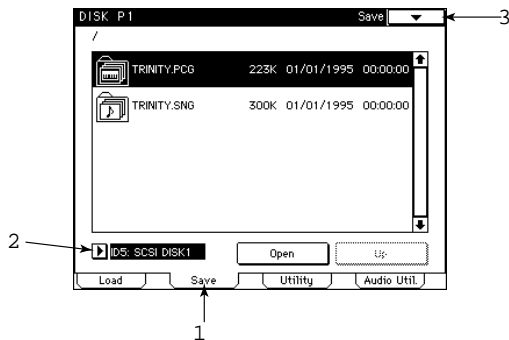 DISK P1 Save 3
/
TRINITY.PCG 223K 01/01/1995 00:00:00
TRINITY.SNG 300K 01/01/1995 00:00:00
2 ID5: SCSI DISK1 Open Up
Load Save Utility Audio Util.
1